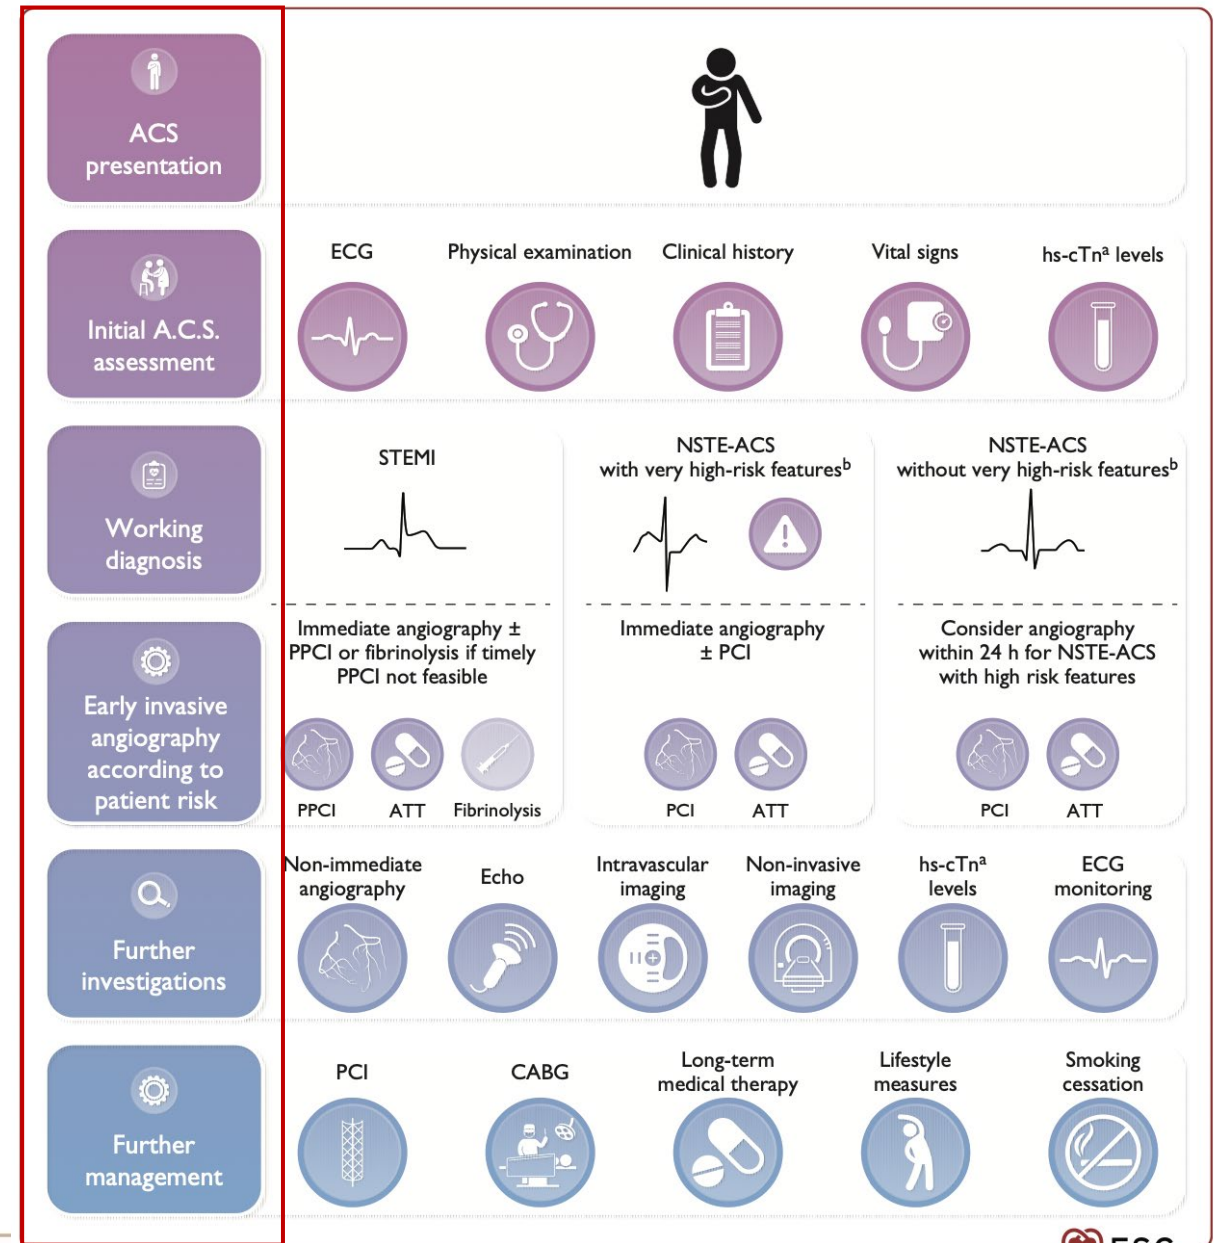 ACS
presentation
ECG
Physical examination
Clinical history
Vital signs
hs-cTnᵃ levels
Initial A.C.S.
assessment
STEMI
NSTE-ACS
with very high-risk featuresᵇ
NSTE-ACS
without very high-risk featuresᵇ
Working
diagnosis
Immediate angiography ±
PPCI or fibrinolysis if timely
PPCI not feasible
Immediate angiography
± PCI
Consider angiography
within 24 h for NSTE-ACS
with high risk features
Early invasive
angiography
according to
patient risk
PPCI
ATT
Fibrinolysis
PCI
ATT
PCI
ATT
Non-immediate
angiography
Echo
Intravascular
imaging
Non-invasive
imaging
hs-cTnᵃ
levels
ECG
monitoring
Further
investigations
PCI
CABG
Long-term
medical therapy
Lifestyle
measures
Smoking
cessation
Further
management
ESC